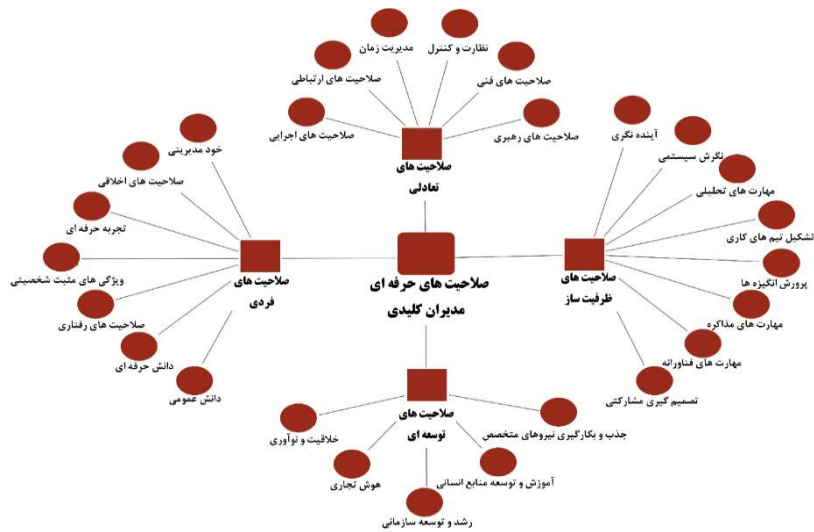 مدیریت زمان
نظارت و کنترل
صلاحیت های ارتباطی
صلاحیت های فنی
صلاحیت های اجرایی
صلاحیت های رهبری
صلاحیت های
تعادلی
خود مدیریتی
صلاحیت های اخلاقی
تجربه حرفه ای
ویژگی های مثبت شخصیتی
صلاحیت های رفتاری
دانش حرفه ای
دانش عمومی
صلاحیت های
فردی
صلاحیت های حرفه ای
مدیران کلیدی
صلاحیت های
ظرفیت ساز
آینده نگری
نگرش سیستمی
مهارت های تحلیلی
تشکیل تیم های کاری
پرورش انگیزه ها
مهارت های مذاکره
مهارت های فناورانه
تصمیم گیری مشارکتی
صلاحیت های
توسعه ای
خلاقیت و نوآوری
هوش تجاری
رشد و توسعه سازمانی
آموزش و توسعه منابع انسانی
جذب و بکارگیری نیروهای متخصص